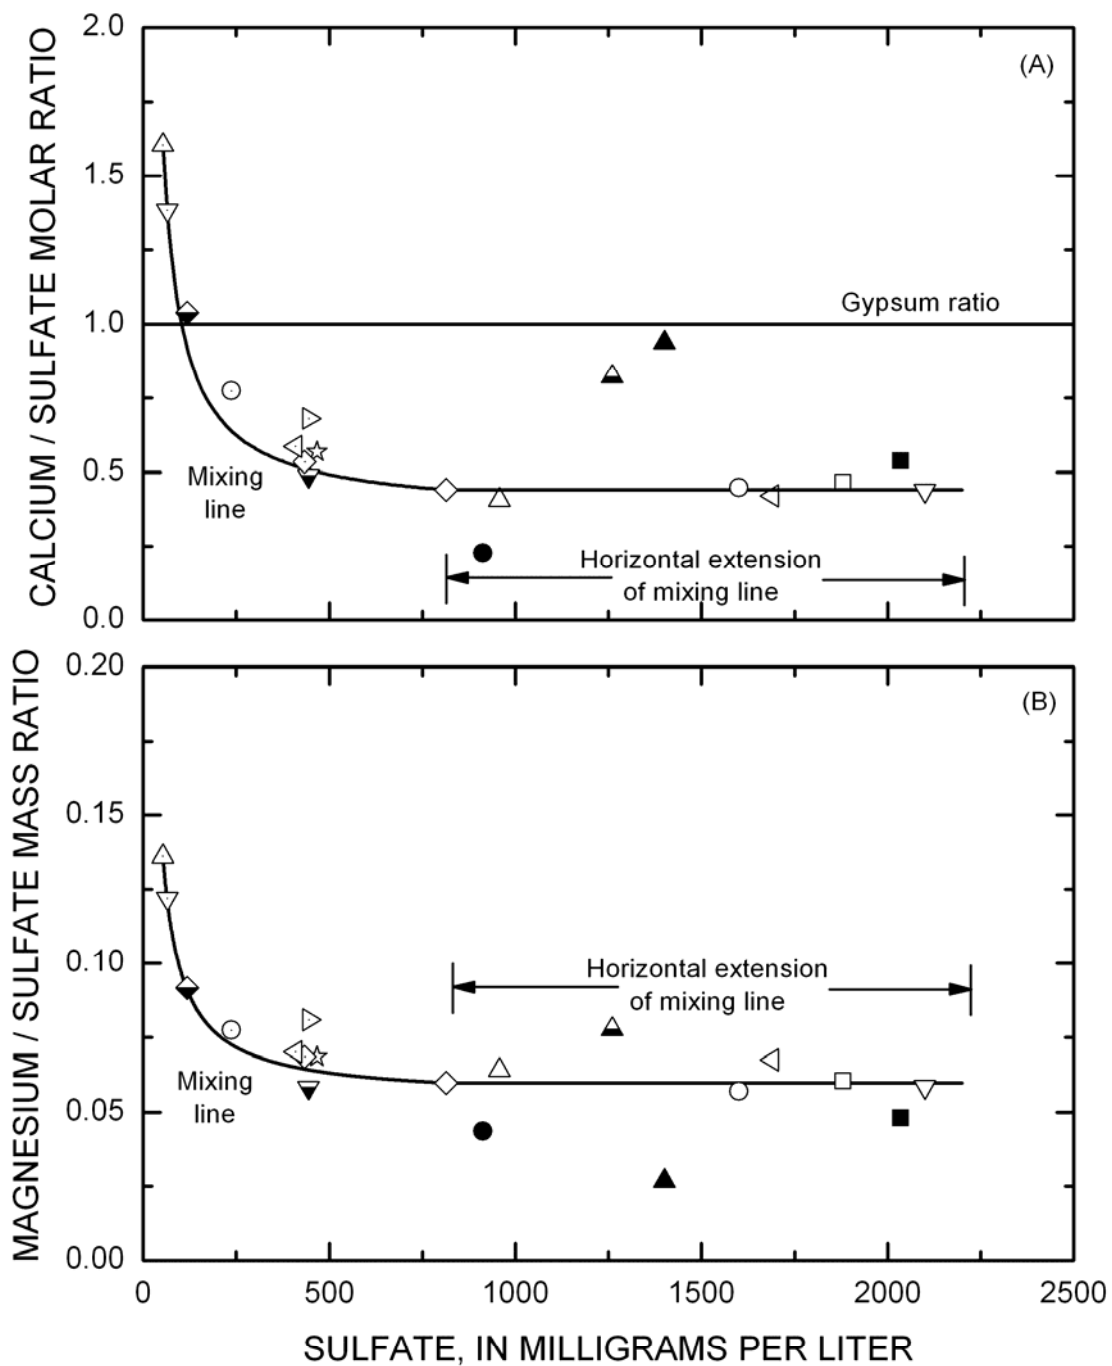 CALCIUM / SULFATE MOLAR RATIO
2.0
1.5
1.0
0.5
0.0
(A)
Gypsum ratio
Mixing
line
Horizontal extension
of mixing line
MAGNESIUM / SULFATE MASS RATIO
0.20
0.15
0.10
0.05
0.00
(B)
Horizontal extension
of mixing line
Mixing
line
0 500 1000 1500 2000 2500
SULFATE, IN MILLIGRAMS PER LITER